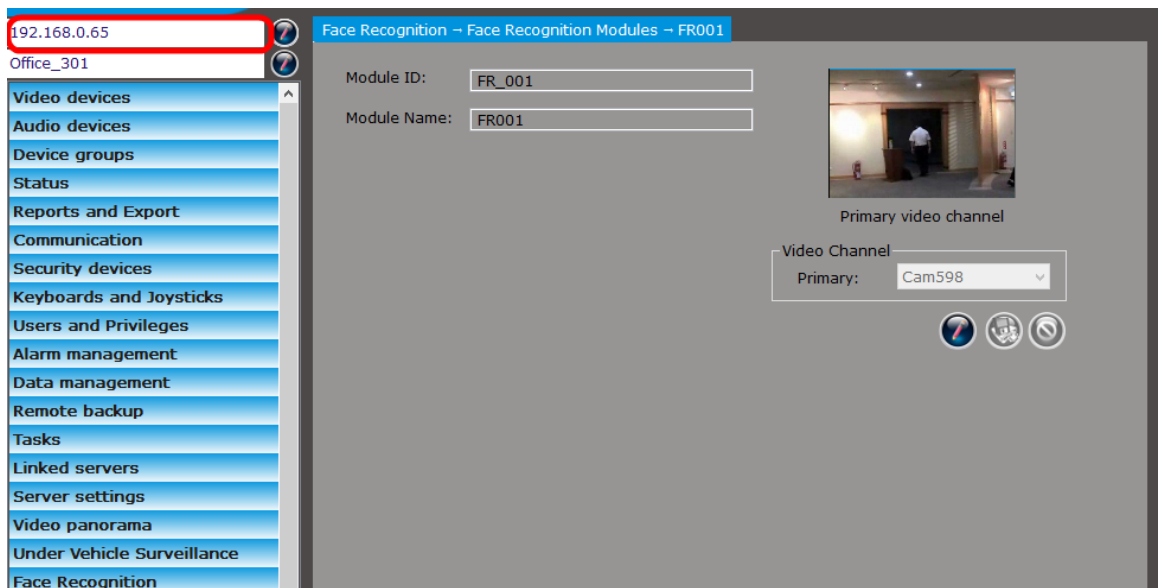 192.168.0.65
Office_301
Video devices
Audio devices
Device groups
Status
Reports and Export
Communication
Security devices
Keyboards and Joysticks
Users and Privileges
Alarm management
Data management
Remote backup
Tasks
Linked servers
Server settings
Video panorama
Under Vehicle Surveillance
Face Recognition
Face Recognition → Face Recognition Modules → FR001
Module ID: FR_001
Module Name: FR001
Primary video channel
Video Channel
Primary: Cam598